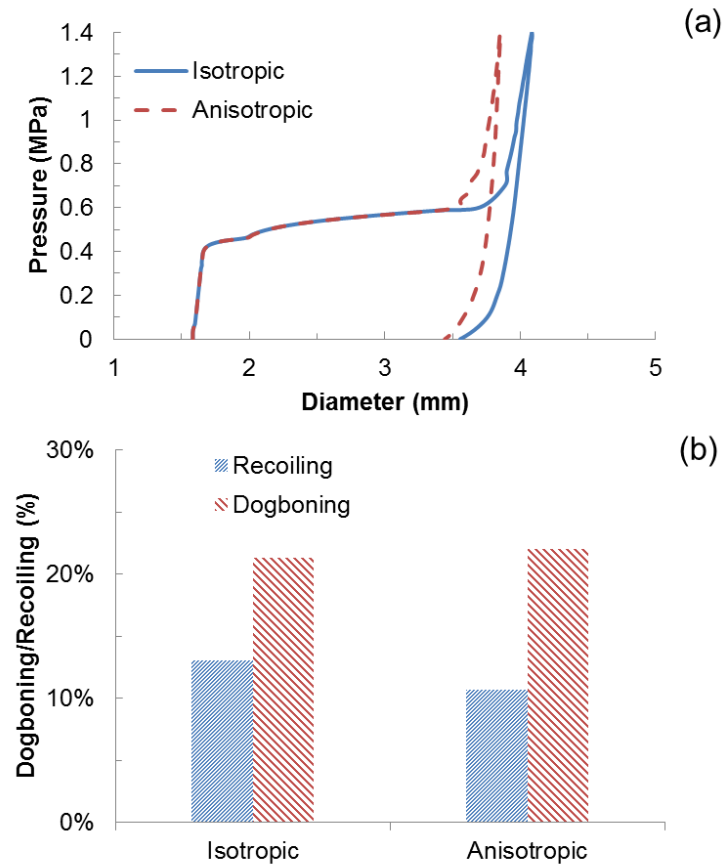 (a)
1.4
1.2
1
0.8
0.6
0.4
0.2
0
Pressure (MPa)
Isotropic
Anisotropic
1 2 3 4 5
Diameter (mm)
(b)
30%
20%
10%
0%
Dogboning/Recoiling (%)
Recoiling
Dogboning
Isotropic Anisotropic